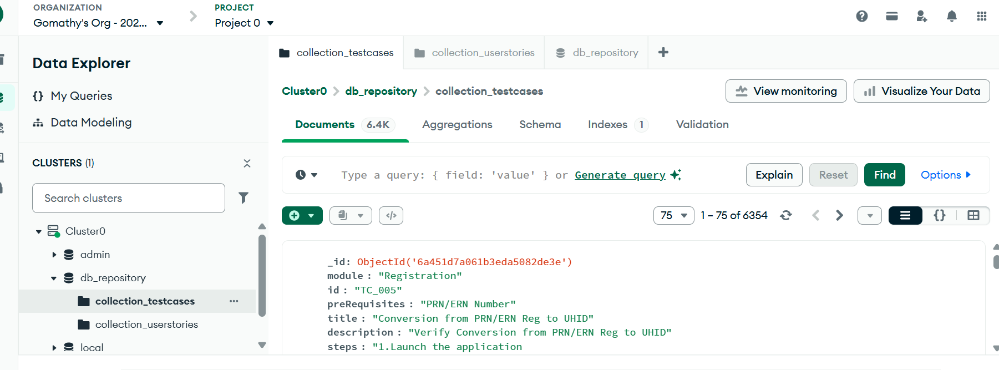 ORGANIZATION
Gomathy's Org - 202...
PROJECT
Project 0
Data Explorer
My Queries
Data Modeling
CLUSTERS (1)
Search clusters
Cluster0
admin
db_repository
collection_testcases
collection_userstories
local
collection_testcases
collection_userstories
db_repository
Cluster0 > db_repository > collection_testcases
View monitoring
Visualize Your Data
Documents 6.4K
Aggregations
Schema
Indexes 1
Validation
Type a query: { field: 'value' } or Generate query
Explain
Reset
Find
Options
75
1 – 75 of 6354
_id: ObjectId('6a451d7a061b3eda5082de3e')
module : "Registration"
id : "TC_005"
preRequisites : "PRN/ERN Number"
title : "Conversion from PRN/ERN Reg to UHID"
description : "Verify Conversion from PRN/ERN Reg to UHID"
steps : "1.Launch the application